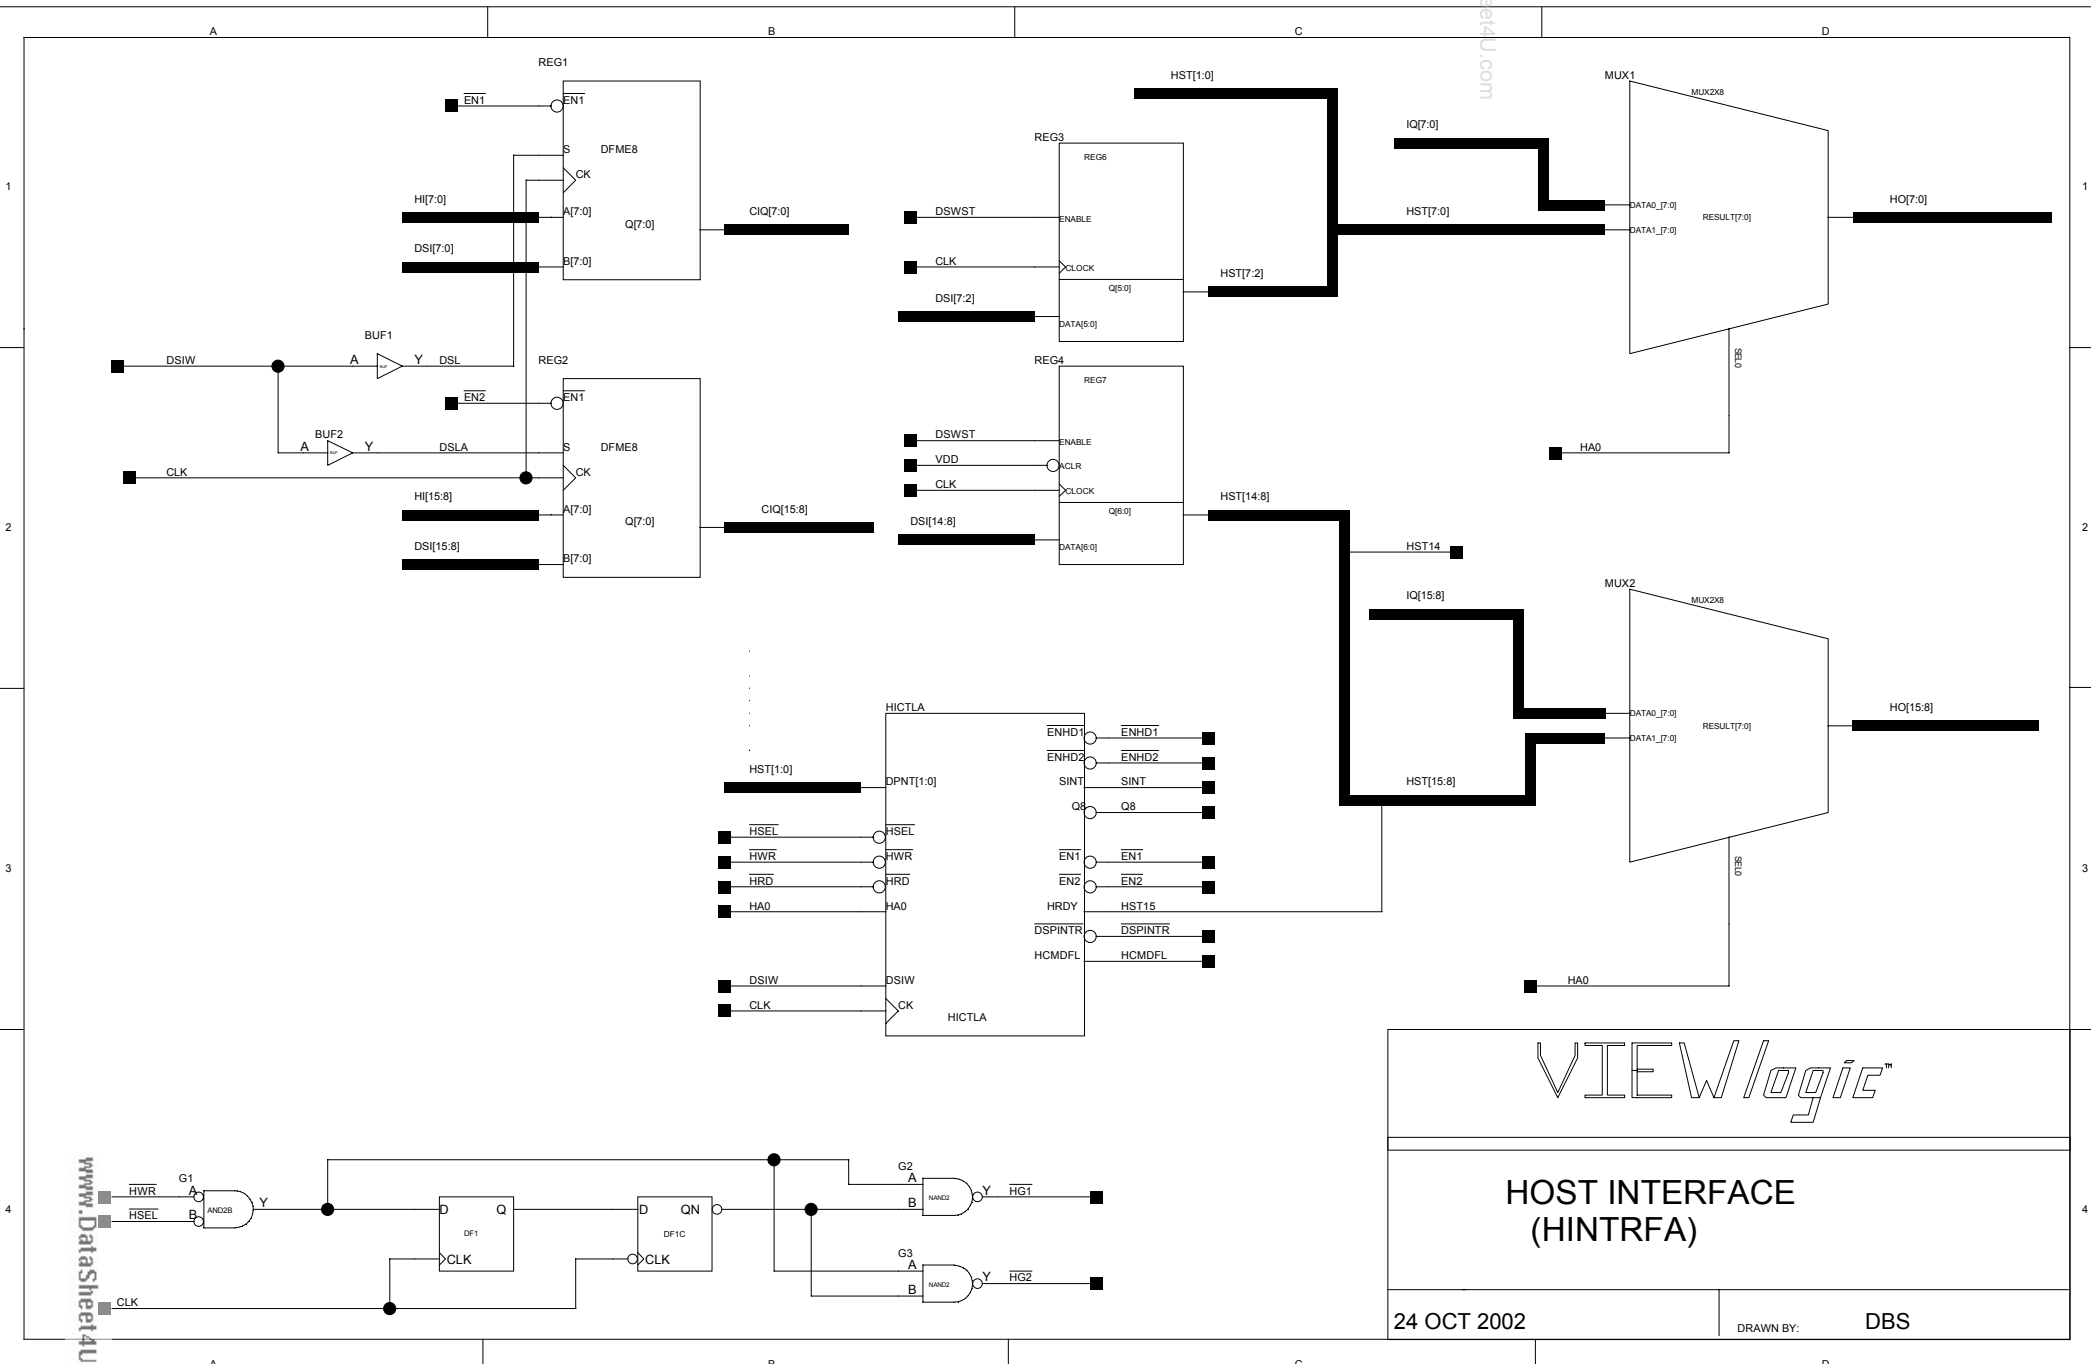 A B C D
eet4U.com
REG1
EN1 EN1
S DFME8
CK
HI[7:0] A[7:0]
Q[7:0] CIQ[7:0]
DSI[7:0] B[7:0]
BUF1
DSIW A BUF Y DSL
REG2
EN2 EN1
BUF2
A BUF Y DSLA S DFME8
CLK CK
HI[15:8] A[7:0]
Q[7:0] CIQ[15:8]
DSI[15:8] B[7:0]
HST[1:0]
REG3
REG6
DSWST ENABLE
CLK CLOCK
Q[5:0] HST[7:2]
DSI[7:2] DATA[5:0]
REG4
REG7
DSWST ENABLE
VDD ACLR
CLK CLOCK
Q[6:0] HST[14:8]
DSI[14:8] DATA[6:0]
HST14
MUX1
MUX2X8
IQ[7:0] DATA0_[7:0]
HST[7:0] DATA1_[7:0]
RESULT[7:0] HO[7:0]
SEL0
HA0
MUX2
MUX2X8
IQ[15:8] DATA0_[7:0]
HST[15:8] DATA1_[7:0]
RESULT[7:0] HO[15:8]
SEL0
HA0
HICTLA
ENHD1 ENHD1
ENHD2 ENHD2
HST[1:0] DPNT[1:0] SINT SINT
Q8 Q8
HSEL HSEL
HWR HWR EN1 EN1
HRD HRD EN2 EN2
HA0 HA0 HRDY HST15
DSPINTR DSPINTR
HCMDFL HCMDFL
DSIW DSIW
CLK CK
HICTLA
G1
HWR A
AND2B Y
HSEL B
D Q
DF1
CLK
D QN
DF1C
CLK
CLK
G2
A
NAND2 Y HG1
B
G3
A
NAND2 Y HG2
B
VIEWlogic™
HOST INTERFACE
(HINTRFA)
24 OCT 2002
DRAWN BY: DBS
www.DataSheet4U
1 1
2 2
3 3
4 4
A B C D